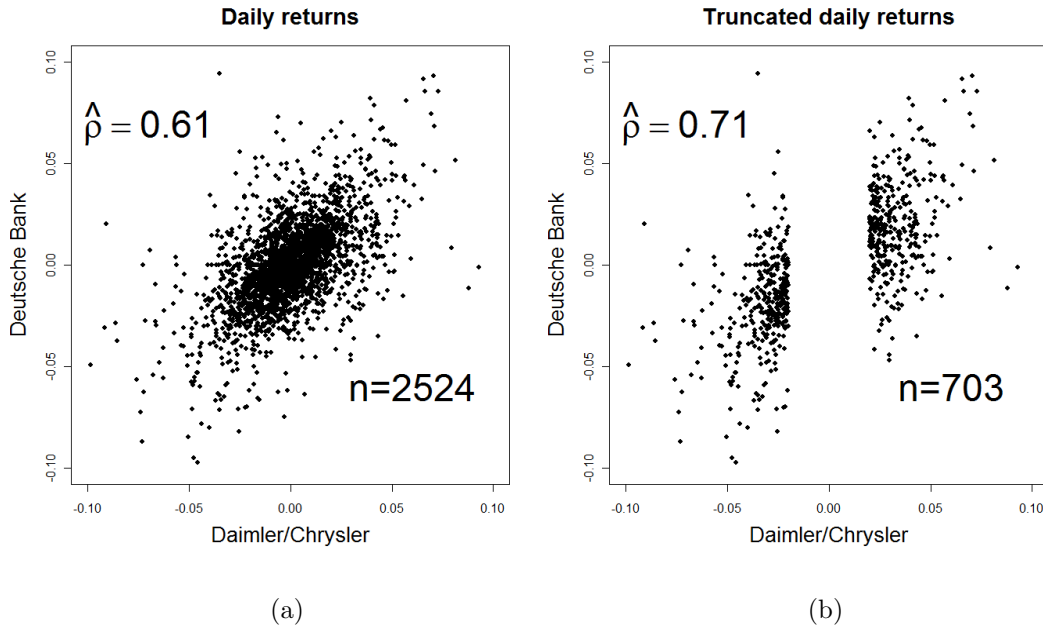 Daily returns
0.10
0.05
0.00
-0.05
-0.10
Deutsche Bank
ρ̂ = 0.61
n=2524
-0.10 -0.05 0.00 0.05 0.10
Daimler/Chrysler
(a)
Truncated daily returns
0.10
0.05
0.00
-0.05
-0.10
Deutsche Bank
ρ̂ = 0.71
n=703
-0.10 -0.05 0.00 0.05 0.10
Daimler/Chrysler
(b)